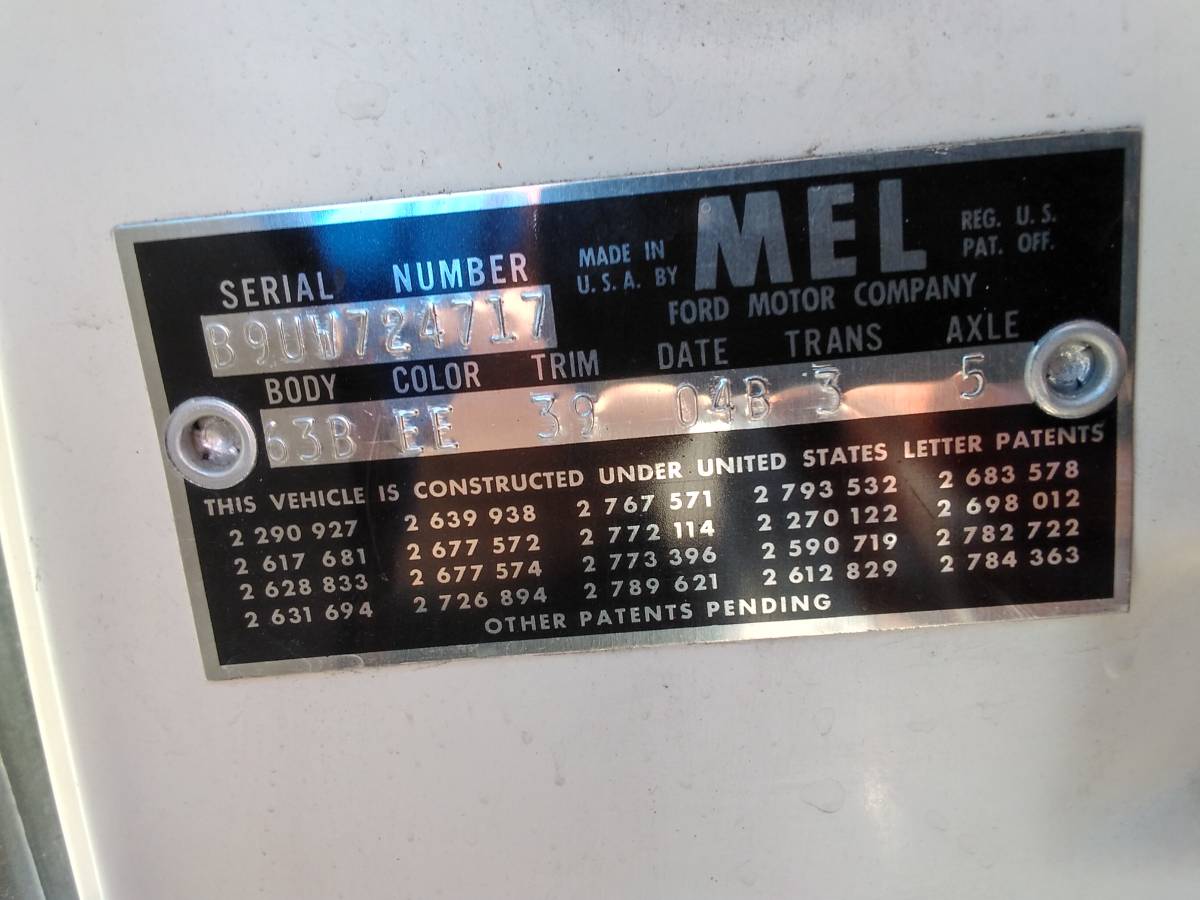 MADE IN
U. S. A. BY
MEL
REG. U. S.
PAT. OFF.
FORD MOTOR COMPANY
SERIAL NUMBER
B9UW724717
BODY COLOR TRIM DATE TRANS AXLE
63B EE 39 04B 3 5
THIS VEHICLE IS CONSTRUCTED UNDER UNITED STATES LETTER PATENTS
2 290 927 2 639 938 2 767 571 2 793 532 2 683 578
2 617 681 2 677 572 2 772 114 2 270 122 2 698 012
2 628 833 2 677 574 2 773 396 2 590 719 2 782 722
2 631 694 2 726 894 2 789 621 2 612 829 2 784 363
OTHER PATENTS PENDING